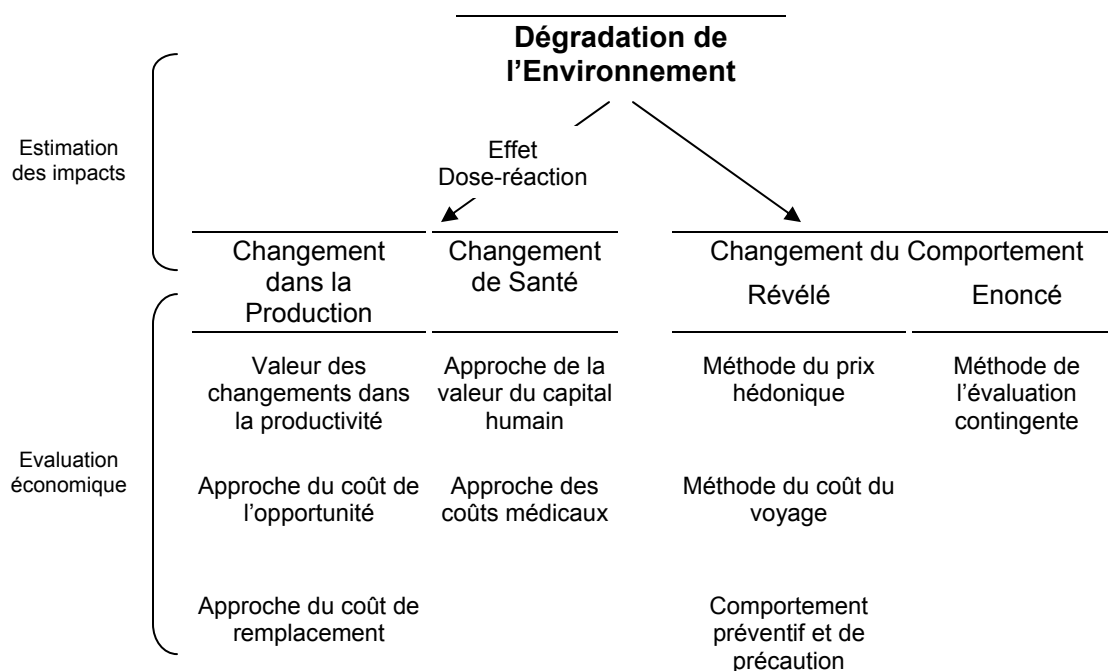 Dégradation de
l'Environnement
Estimation
des impacts
Effet
Dose-réaction
Changement
dans la
Production
Changement
de Santé
Changement du Comportement
Révélé
Enoncé
Evaluation
économique
Valeur des
changements dans
la productivité
Approche de la
valeur du capital
humain
Méthode du prix
hédonique
Méthode de
l'évaluation
contingente
Approche du coût de
l'opportunité
Approche des
coûts médicaux
Méthode du coût du
voyage
Approche du coût de
remplacement
Comportement
préventif et de
précaution